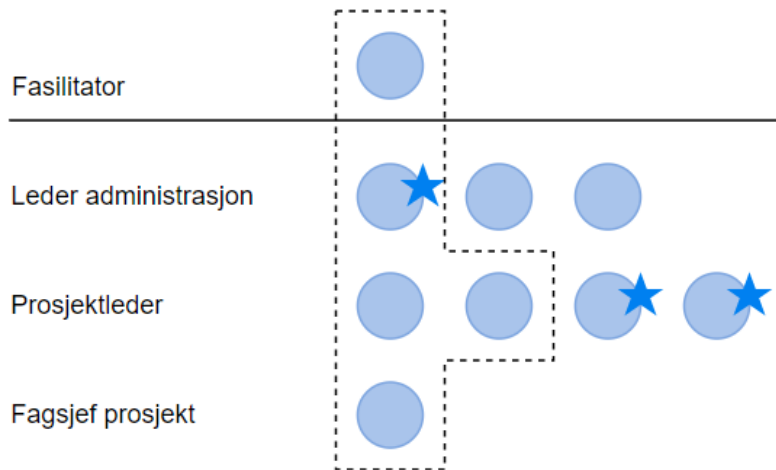 Fasilitator
Leder administrasjon
Prosjektleder
Fagsjef prosjekt